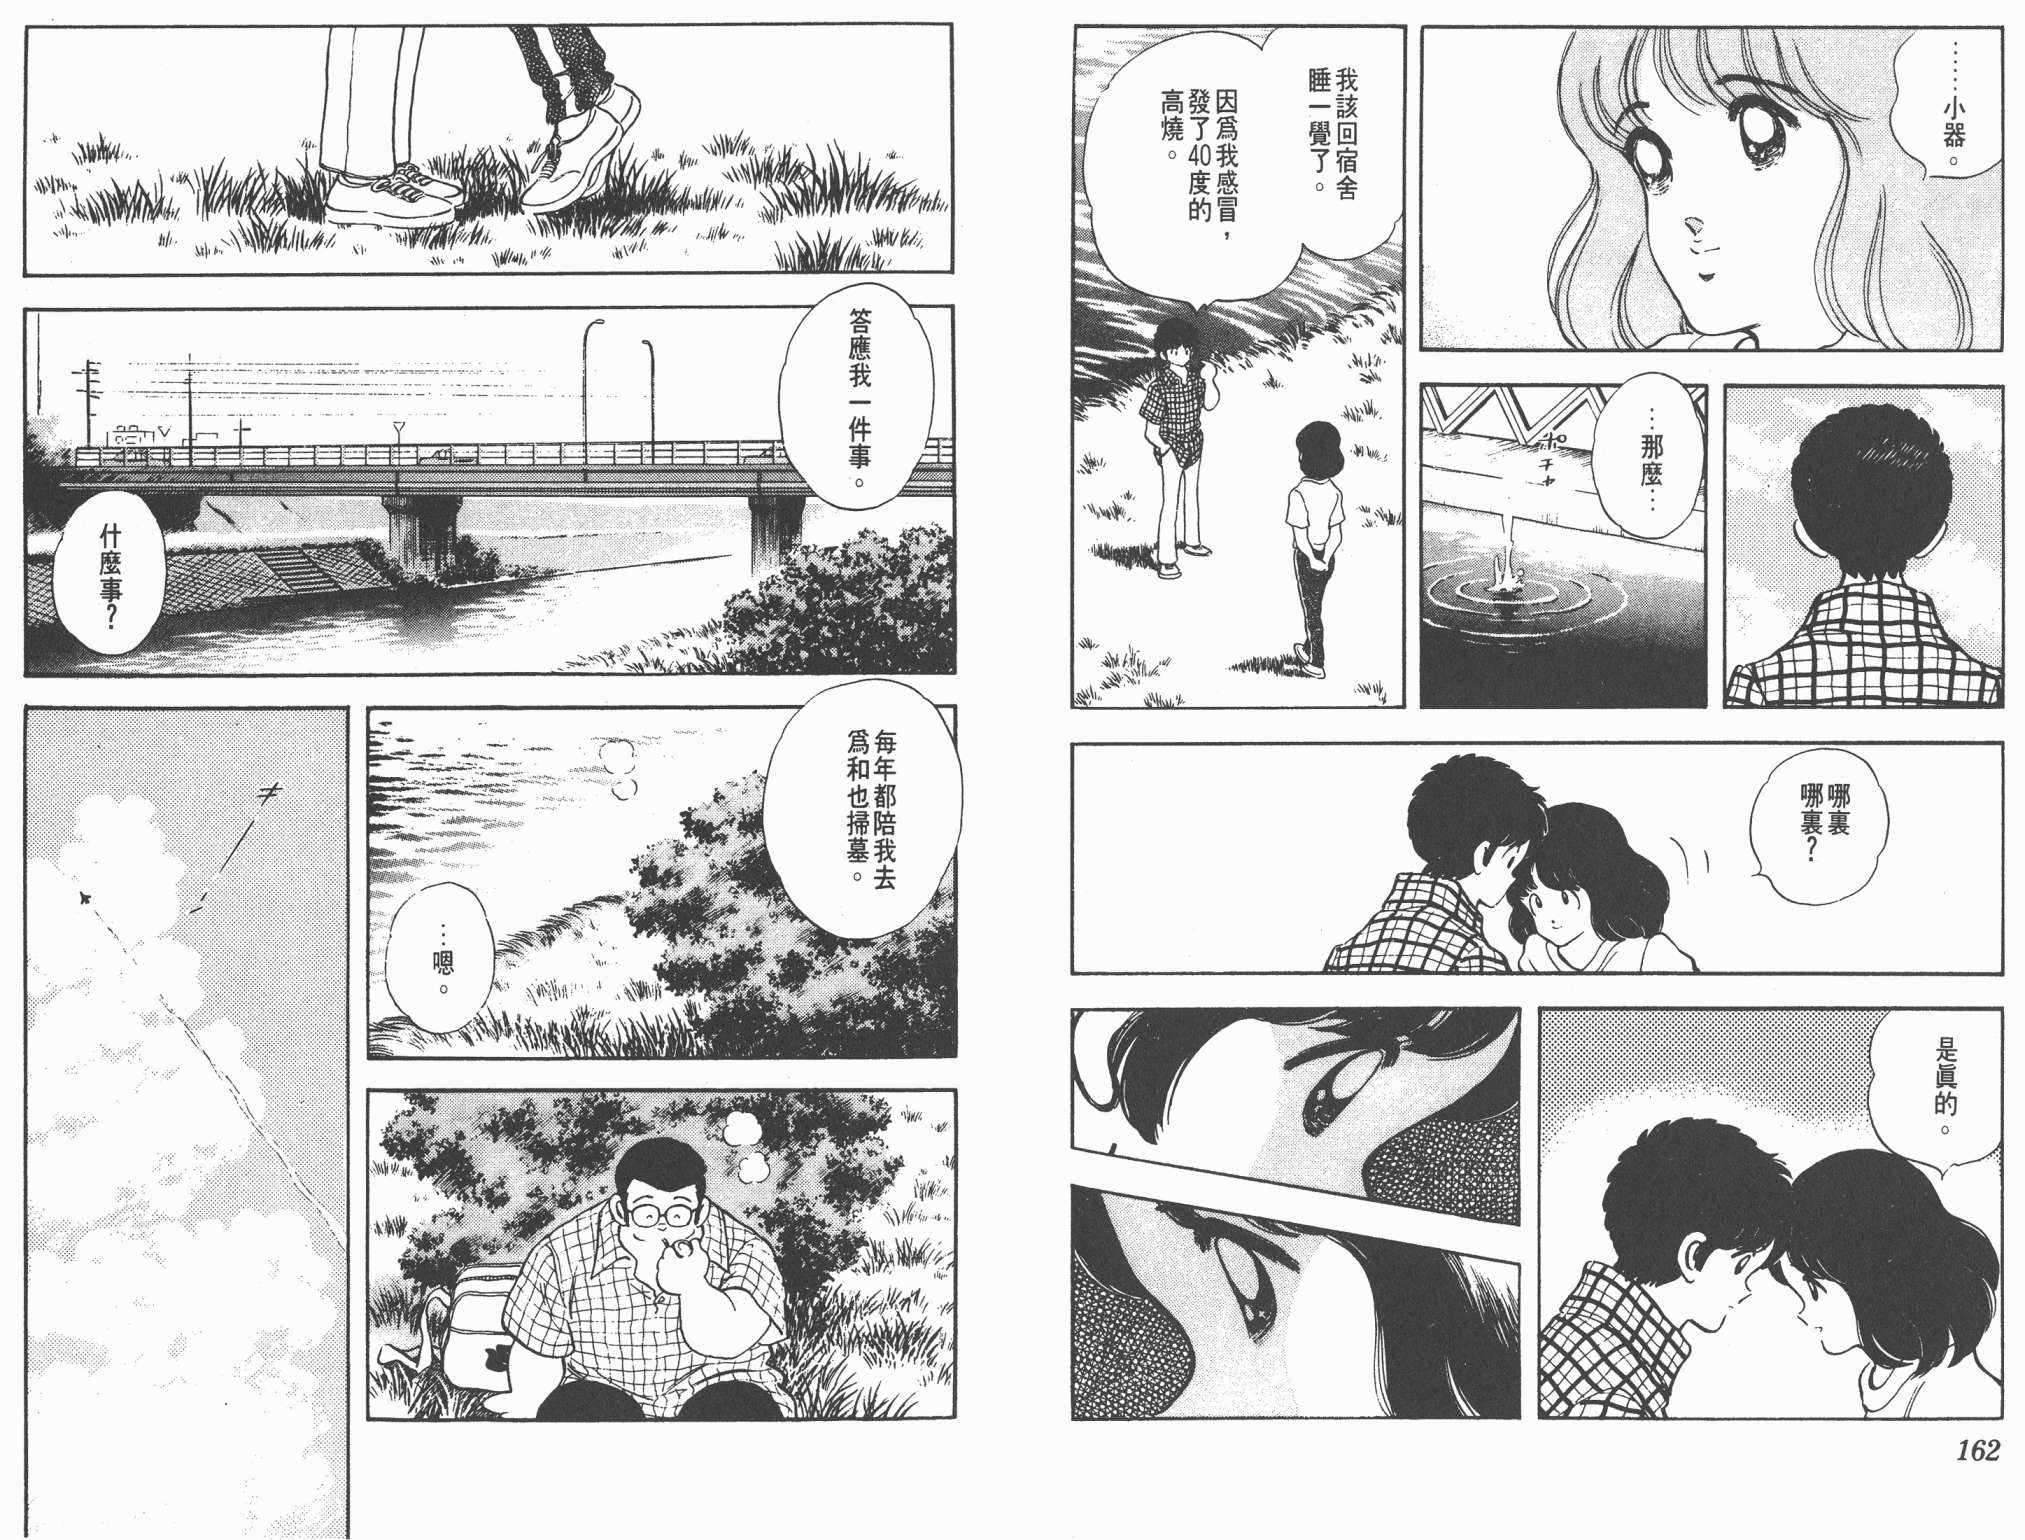 ……小器。
…那麼…
ポチャ
我該回宿舍
睡一覺了。
因爲我感冒，
發了40度的
高燒。
哪裏
哪裏？
是眞的。
162
答應我一件事。
什麼事？
每年都陪我去
爲和也掃墓。
…嗯。
キ